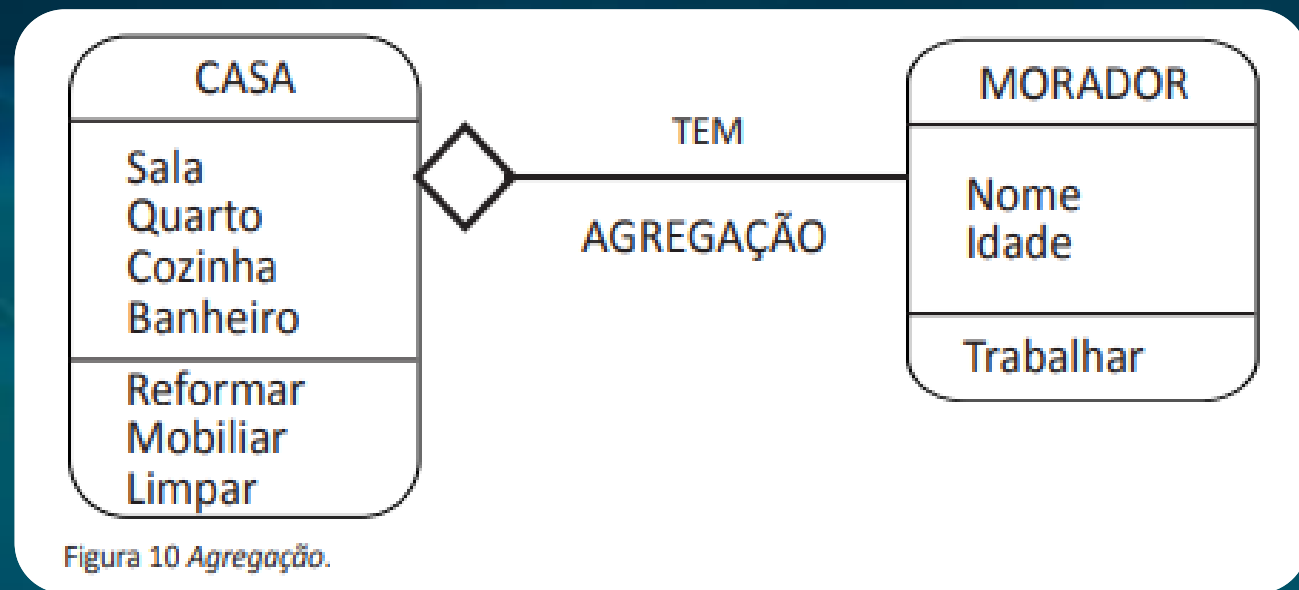 CASA
Sala
Quarto
Cozinha
Banheiro
Reformar
Mobiliar
Limpar
TEM
AGREGAÇÃO
MORADOR
Nome
Idade
Trabalhar
Figura 10 Agregação.